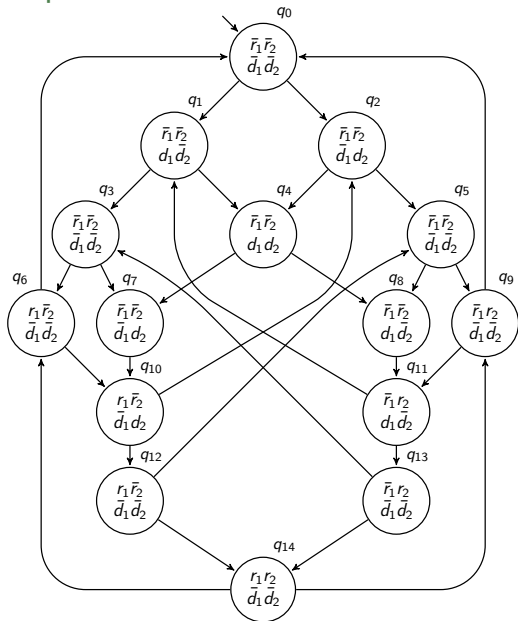 q₀
r̄₁r̄₂
d̄₁d̄₂
q₁
r̄₁r̄₂
d₁d̄₂
q₂
r̄₁r̄₂
d̄₁d₂
q₃
r̄₁r̄₂
d̄₁d̄₂
q₄
r̄₁r̄₂
d₁d₂
q₅
r̄₁r̄₂
d̄₁d̄₂
q₆
r₁r̄₂
d̄₁d̄₂
q₇
r̄₁r̄₂
d̄₁d₂
q₈
r̄₁r̄₂
d₁d̄₂
q₉
r̄₁r₂
d̄₁d̄₂
q₁₀
r₁r̄₂
d̄₁d₂
q₁₁
r̄₁r₂
d₁d̄₂
q₁₂
r₁r̄₂
d̄₁d̄₂
q₁₃
r̄₁r₂
d̄₁d̄₂
q₁₄
r₁r₂
d̄₁d̄₂